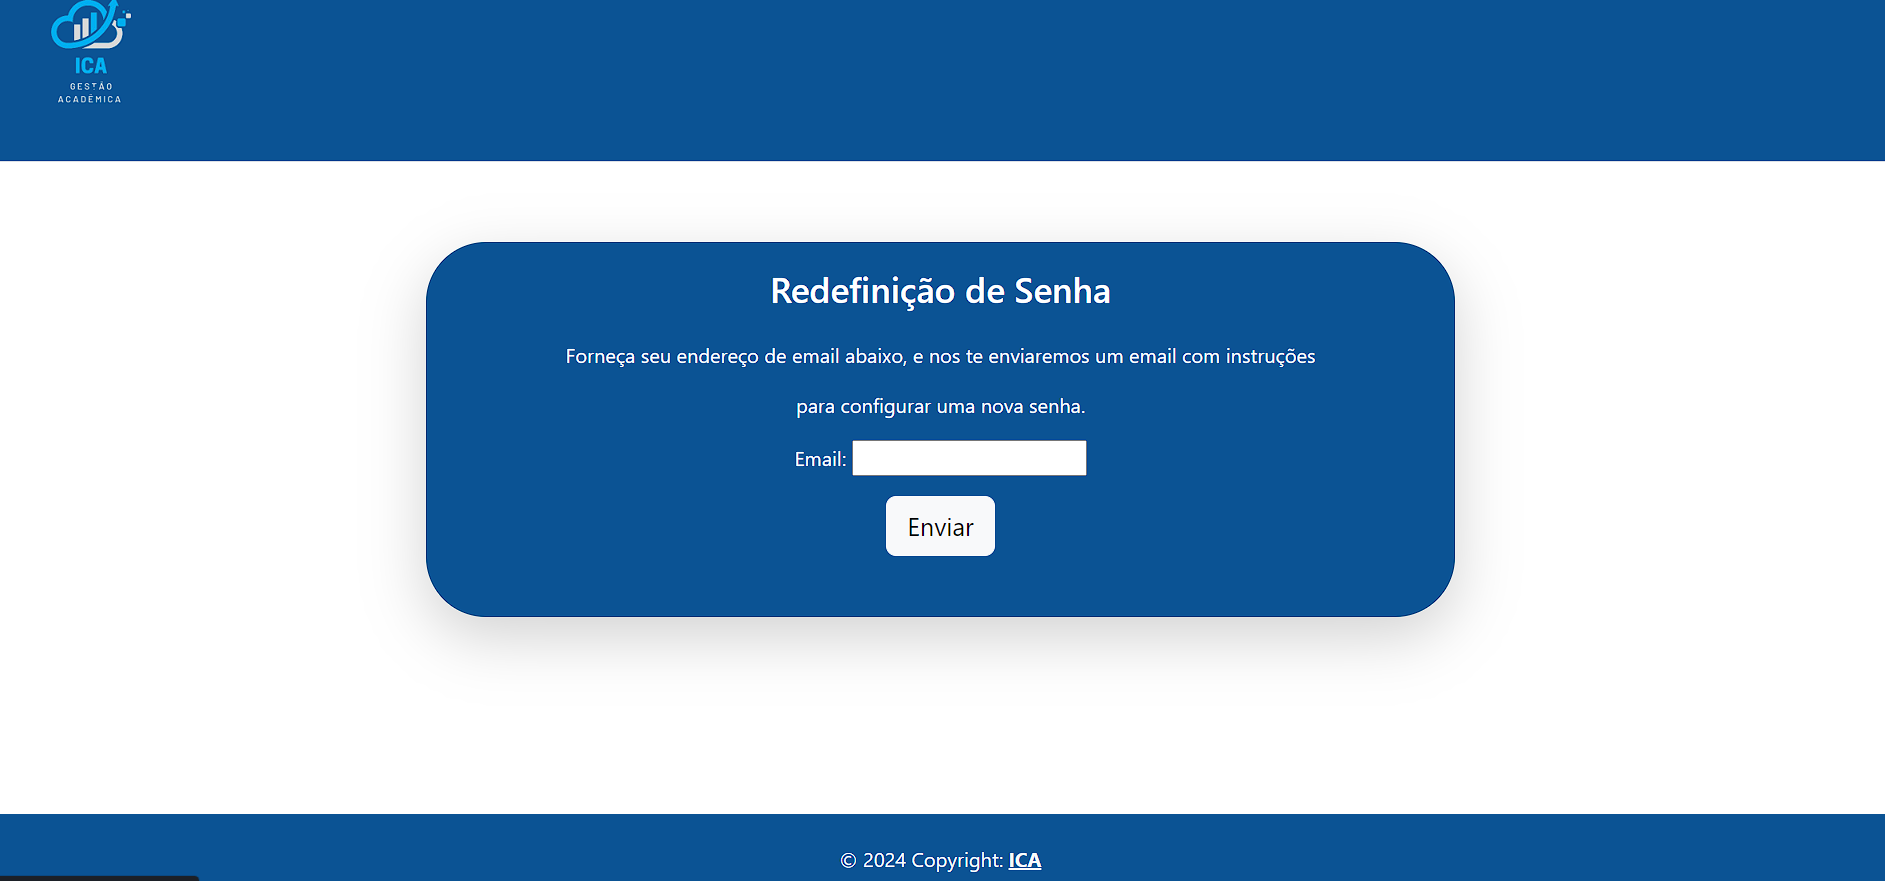 ICA
GESTÃO
ACADÊMICA
Redefinição de Senha
Forneça seu endereço de email abaixo, e nos te enviaremos um email com instruções
para configurar uma nova senha.
Email:
Enviar
© 2024 Copyright: ICA